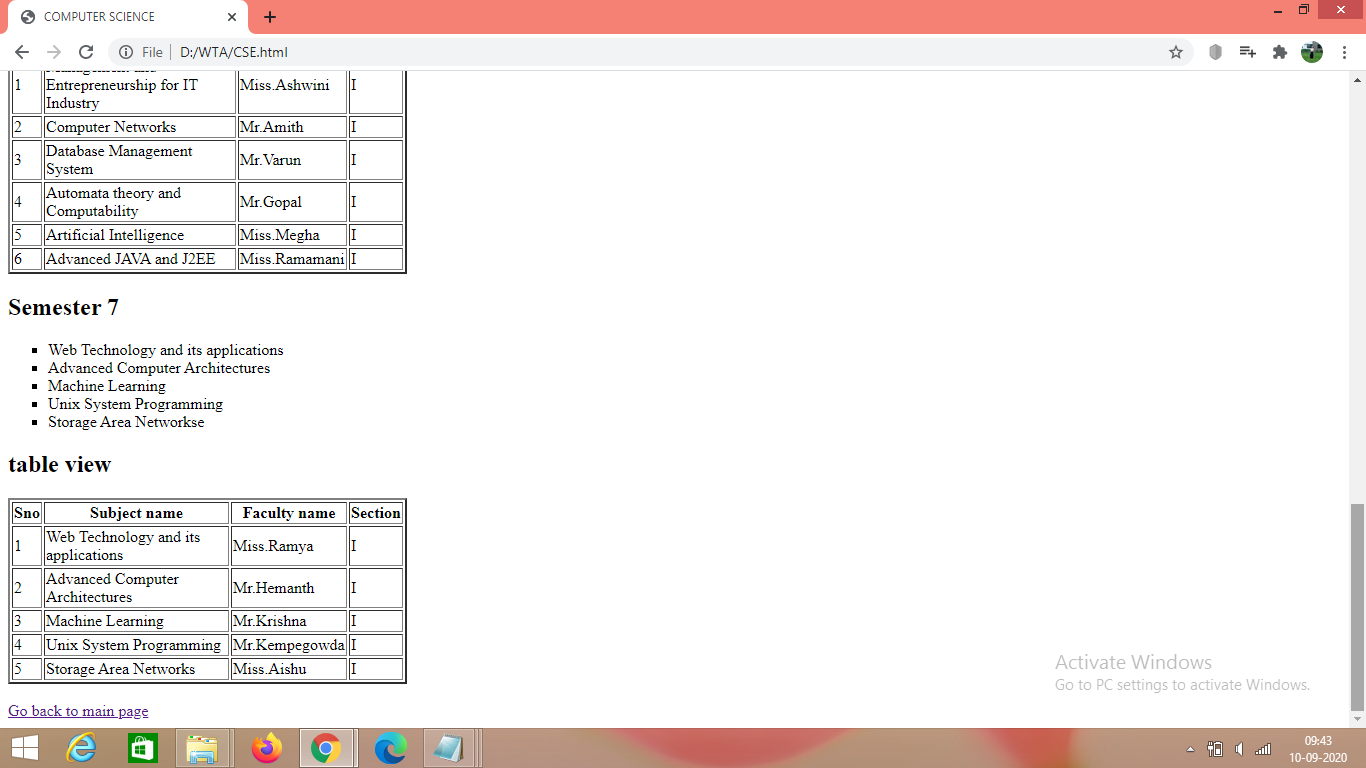 COMPUTER SCIENCE
File
D:/WTA/CSE.html
1
Entrepreneurship for IT
Industry
Miss.Ashwini
I
2 Computer Networks Mr.Amith I
3
Database Management
System
Mr.Varun
I
4
Automata theory and
Computability
Mr.Gopal
I
5 Artificial Intelligence Miss.Megha I
6 Advanced JAVA and J2EE Miss.Ramamani I
Semester 7
Web Technology and its applications
Advanced Computer Architectures
Machine Learning
Unix System Programming
Storage Area Networkse
table view
Sno Subject name Faculty name Section
1
Web Technology and its
applications
Miss.Ramya
I
2
Advanced Computer
Architectures
Mr.Hemanth
I
3 Machine Learning Mr.Krishna I
4 Unix System Programming Mr.Kempegowda I
5 Storage Area Networks Miss.Aishu I
Go back to main page
Activate Windows
Go to PC settings to activate Windows.
09:43
10-09-2020